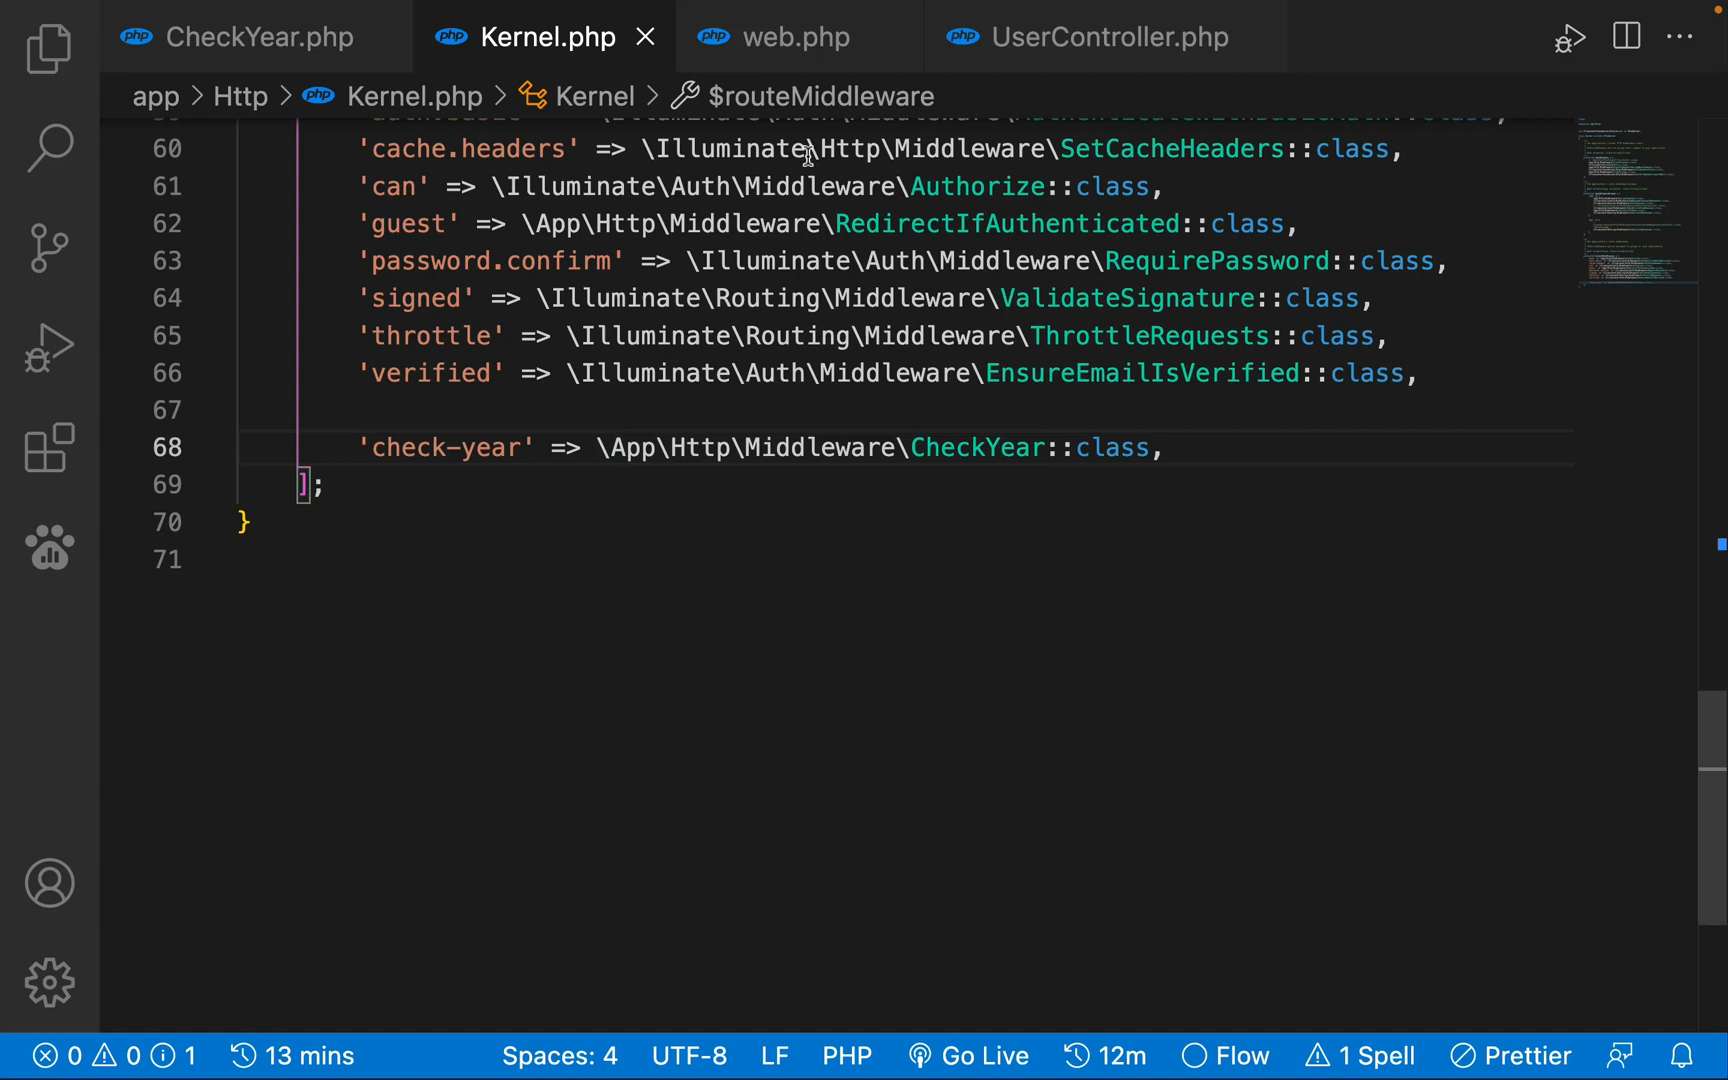 php CheckYear.php php Kernel.php php web.php php UserController.php
app > Http > php Kernel.php > Kernel > $routeMiddleware
60 'cache.headers' => \Illuminate\Http\Middleware\SetCacheHeaders::class,
61 'can' => \Illuminate\Auth\Middleware\Authorize::class,
62 'guest' => \App\Http\Middleware\RedirectIfAuthenticated::class,
63 'password.confirm' => \Illuminate\Auth\Middleware\RequirePassword::class,
64 'signed' => \Illuminate\Routing\Middleware\ValidateSignature::class,
65 'throttle' => \Illuminate\Routing\Middleware\ThrottleRequests::class,
66 'verified' => \Illuminate\Auth\Middleware\EnsureEmailIsVerified::class,
67
68 'check-year' => \App\Http\Middleware\CheckYear::class,
69 ];
70 }
71
0 0 1 13 mins Spaces: 4 UTF-8 LF PHP Go Live 12m Flow 1 Spell Prettier